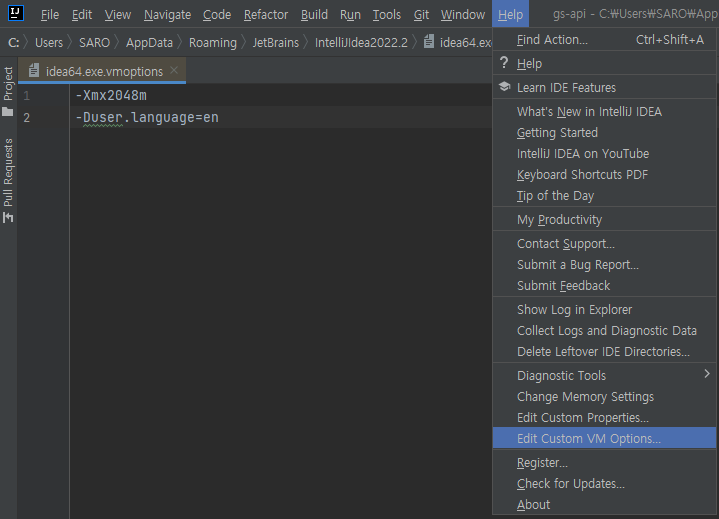 IJ File Edit View Navigate Code Refactor Build Run Tools Git Window Help gs-api - C:₩Users₩SARO₩App
C: Users SARO AppData Roaming JetBrains IntelliJIdea2022.2 idea64.exe
idea64.exe.vmoptions
Project
Pull Requests
1 -Xmx2048m
2 -Duser.language=en
Find Action... Ctrl+Shift+A
? Help
Learn IDE Features
What's New in IntelliJ IDEA
Getting Started
IntelliJ IDEA on YouTube
Keyboard Shortcuts PDF
Tip of the Day
My Productivity
Contact Support...
Submit a Bug Report...
Submit Feedback
Show Log in Explorer
Collect Logs and Diagnostic Data
Delete Leftover IDE Directories...
Diagnostic Tools
Change Memory Settings
Edit Custom Properties...
Edit Custom VM Options...
Register...
Check for Updates...
About